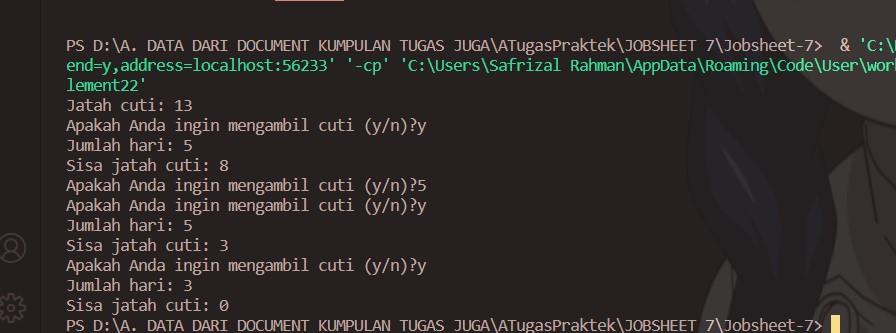 PS D:\A. DATA DARI DOCUMENT KUMPULAN TUGAS JUGA\ATugasPraktek\JOBSHEET 7\Jobsheet-7>  & 'C:\
end=y,address=localhost:56233' '-cp' 'C:\Users\Safrizal Rahman\AppData\Roaming\Code\User\wor
lement22'
Jatah cuti: 13
Apakah Anda ingin mengambil cuti (y/n)?y
Jumlah hari: 5
Sisa jatah cuti: 8
Apakah Anda ingin mengambil cuti (y/n)?5
Apakah Anda ingin mengambil cuti (y/n)?y
Jumlah hari: 5
Sisa jatah cuti: 3
Apakah Anda ingin mengambil cuti (y/n)?y
Jumlah hari: 3
Sisa jatah cuti: 0
PS D:\A. DATA DARI DOCUMENT KUMPULAN TUGAS JUGA\ATugasPraktek\JOBSHEET 7\Jobsheet-7>